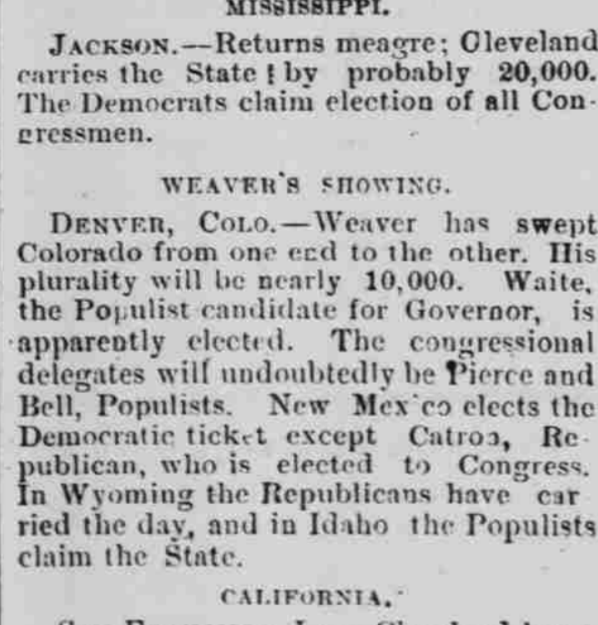 MISSISSIPPI.
JACKSON.—Returns meagre; Cleveland
carries the State by probably 20,000.
The Democrats claim election of all Con-
gressmen.
WEAVER'S SHOWING.
DENVER, COLO.—Weaver has swept
Colorado from one end to the other. His
plurality will be nearly 10,000. Waite,
the Populist candidate for Governor, is
apparently elected. The congressional
delegates will undoubtedly be Pierce and
Bell, Populists. New Mexico elects the
Democratic ticket except Catron, Re-
publican, who is elected to Congress.
In Wyoming the Republicans have car
ried the day, and in Idaho the Populists
claim the State.
CALIFORNIA.